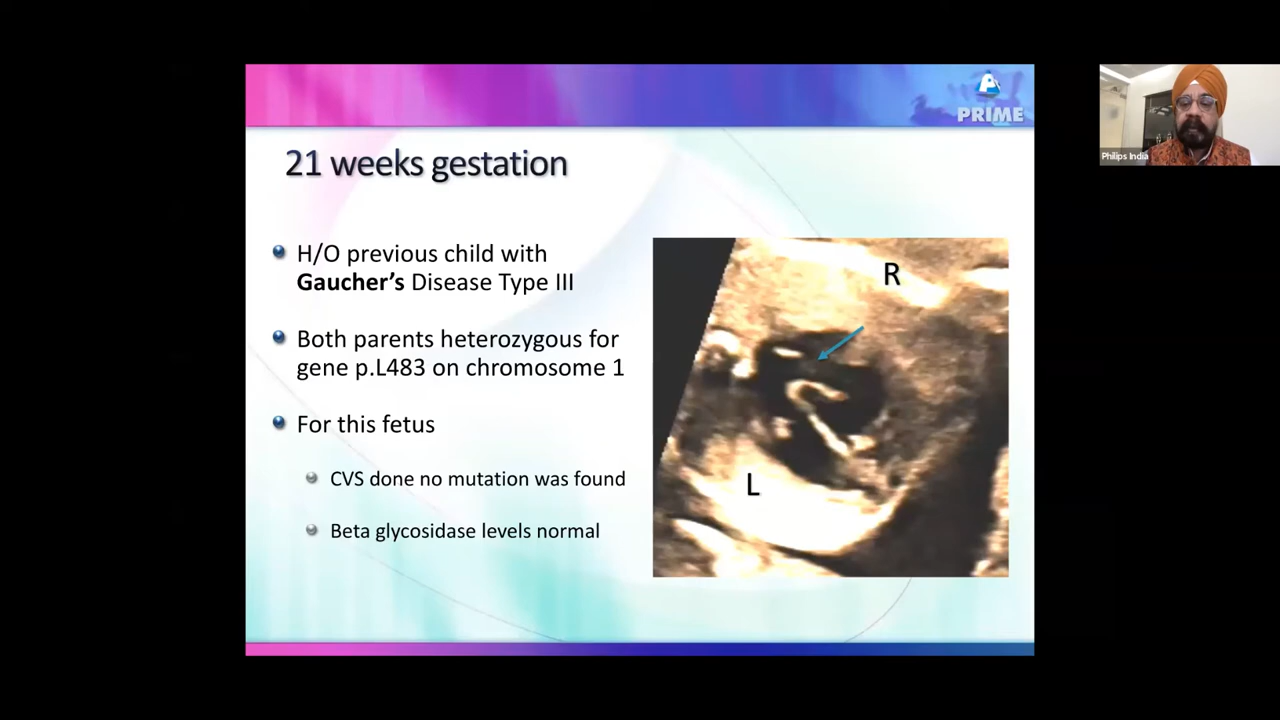 PRIME
21 weeks gestation
H/O previous child with
Gaucher's Disease Type III
Both parents heterozygous for
gene p.L483 on chromosome 1
For this fetus
CVS done no mutation was found
Beta glycosidase levels normal
R
L
Philips India